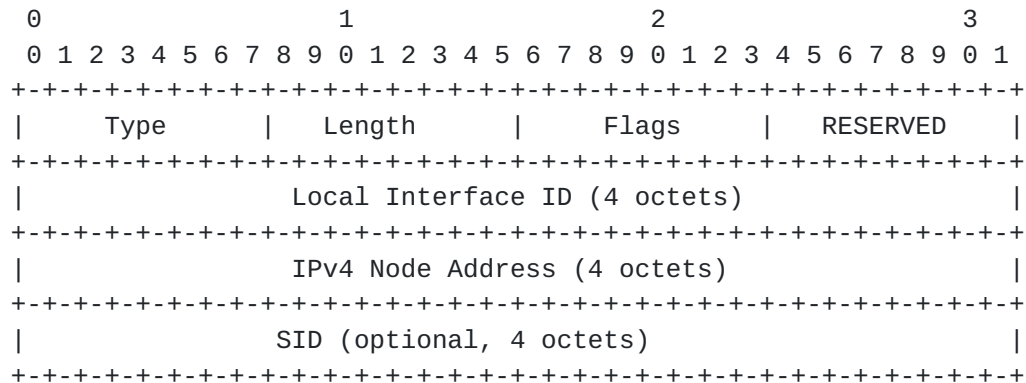 0                   1                   2                   3
 0 1 2 3 4 5 6 7 8 9 0 1 2 3 4 5 6 7 8 9 0 1 2 3 4 5 6 7 8 9 0 1
+-+-+-+-+-+-+-+-+-+-+-+-+-+-+-+-+-+-+-+-+-+-+-+-+-+-+-+-+-+-+-+-+
|     Type      |   Length      |     Flags     |   RESERVED    |
+-+-+-+-+-+-+-+-+-+-+-+-+-+-+-+-+-+-+-+-+-+-+-+-+-+-+-+-+-+-+-+-+
|                 Local Interface ID (4 octets)                 |
+-+-+-+-+-+-+-+-+-+-+-+-+-+-+-+-+-+-+-+-+-+-+-+-+-+-+-+-+-+-+-+-+
|                 IPv4 Node Address (4 octets)                  |
+-+-+-+-+-+-+-+-+-+-+-+-+-+-+-+-+-+-+-+-+-+-+-+-+-+-+-+-+-+-+-+-+
|                SID (optional, 4 octets)                       |
+-+-+-+-+-+-+-+-+-+-+-+-+-+-+-+-+-+-+-+-+-+-+-+-+-+-+-+-+-+-+-+-+